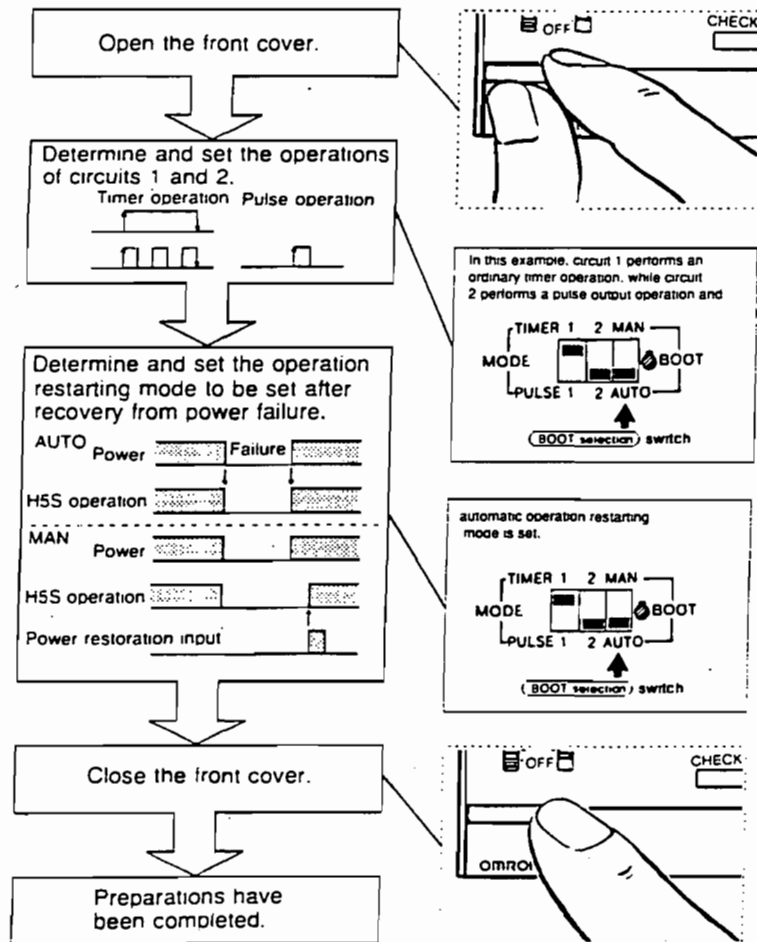 Open the front cover.
OFF
CHECK
Determine and set the operations
of circuits 1 and 2.
Timer operation Pulse operation
In this example, circuit 1 performs an
ordinary timer operation, while circuit
2 performs a pulse output operation and
TIMER 1 2 MAN
MODE BOOT
PULSE 1 2 AUTO
(BOOT selection) switch
Determine and set the operation
restarting mode to be set after
recovery from power failure.
AUTO Power Failure
H5S operation
MAN
Power
H5S operation
Power restoration input
automatic operation restarting
mode is set.
TIMER 1 2 MAN
MODE BOOT
PULSE 1 2 AUTO
(BOOT selection) switch
Close the front cover.
OFF
CHECK
OMRO
Preparations have
been completed.